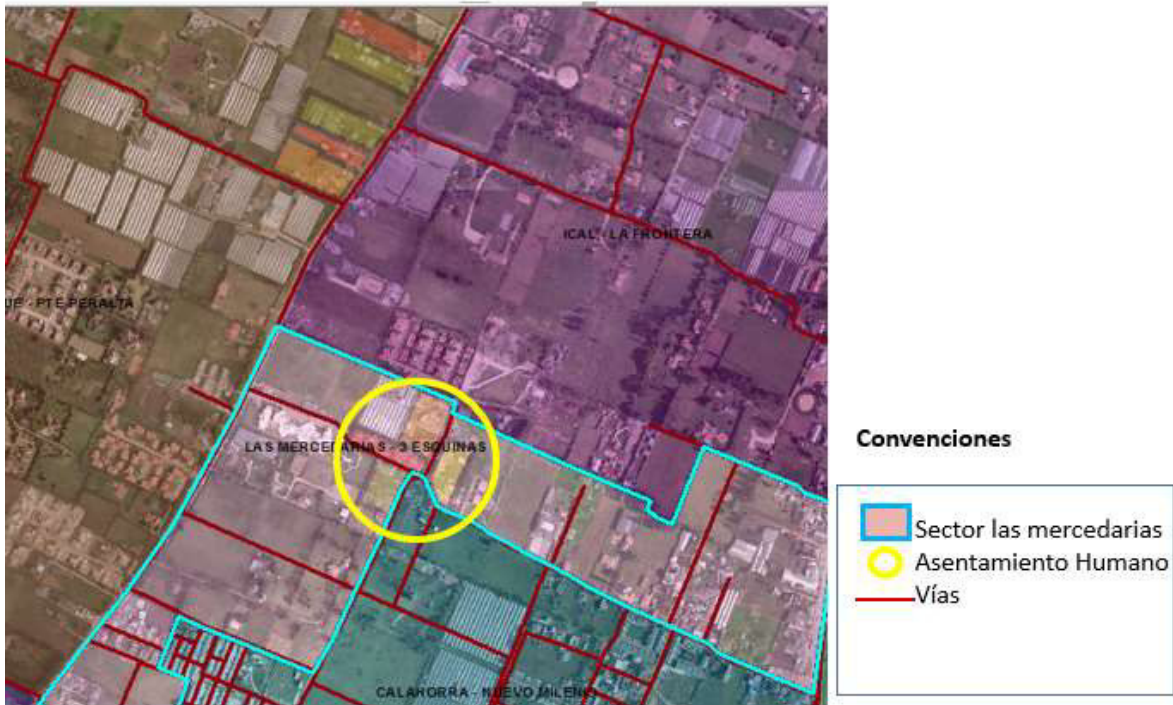 ICAL - LA FRONTERA
UE - PTE PERALTA
LAS MERCEDARIAS - 3 ESQUINAS
CALAHORRA - NUEVO MILENIO
Convenciones
Sector las mercedarias
Asentamiento Humano
Vías